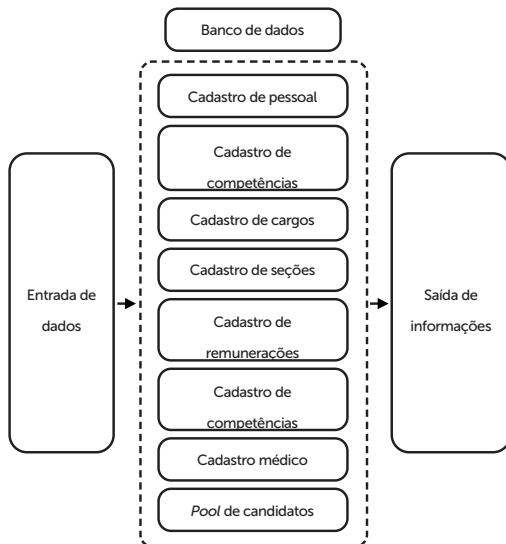 Banco de dados
Cadastro de pessoal
Cadastro de
competências
Cadastro de cargos
Cadastro de seções
Entrada de
dados
Saída de
informações
Cadastro de
remunerações
Cadastro de
competências
Cadastro médico
Pool de candidatos